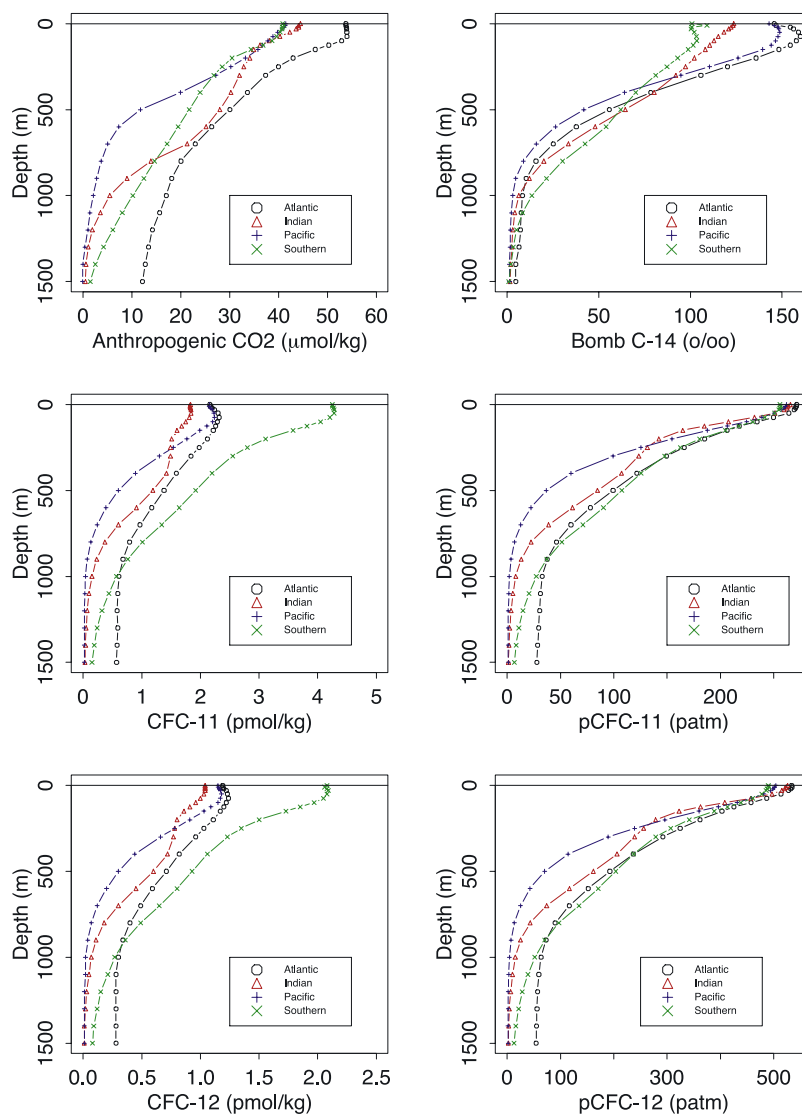 0
500
1000
1500
Depth (m)
Atlantic
Indian
Pacific
Southern
0 10 20 30 40 50 60
Anthropogenic CO2 (μmol/kg)
0
500
1000
1500
Depth (m)
Atlantic
Indian
Pacific
Southern
0 50 100 150
Bomb C-14 (o/oo)
0
500
1000
1500
Depth (m)
Atlantic
Indian
Pacific
Southern
0 1 2 3 4 5
CFC-11 (pmol/kg)
0
500
1000
1500
Depth (m)
Atlantic
Indian
Pacific
Southern
0 50 100 200
pCFC-11 (patm)
0
500
1000
1500
Depth (m)
Atlantic
Indian
Pacific
Southern
0.0 0.5 1.0 1.5 2.0 2.5
CFC-12 (pmol/kg)
0
500
1000
1500
Depth (m)
Atlantic
Indian
Pacific
Southern
0 100 300 500
pCFC-12 (patm)